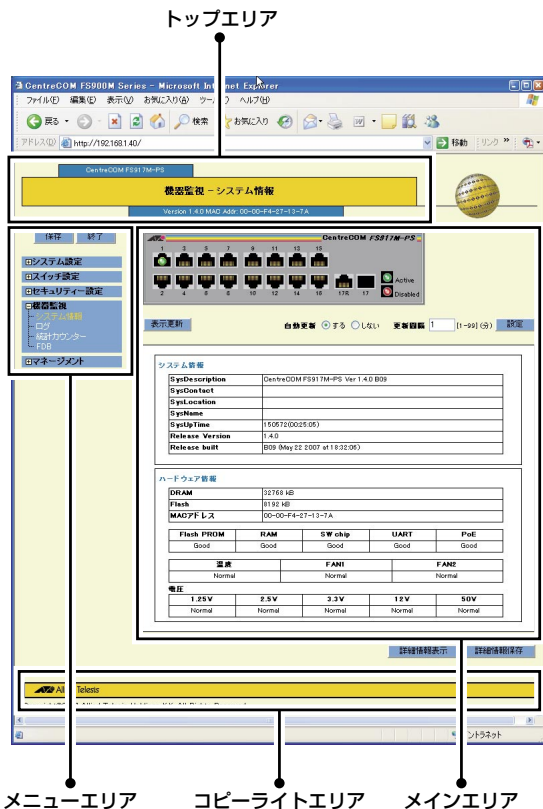 トップエリア
CentreCOM FS900M Series - Microsoft Internet Explorer
ファイル(F) 編集(E) 表示(V) お気に入り(A) ヘルプ(H)
戻る 検索 お気に入り
アドレス(D) http://192.168.1.40/ 移動 リンク »
CentreCOM FS917M-PS
機器監視 - システム情報
Version 1.4.0 MAC Addr: 00-00-F4-27-13-7A
保存 終了
システム設定
スイッチ設定
セキュリティー設定
機器監視
システム情報
ログ
統計カウンター
FDB
マネージメント
CentreCOM FS917M-PS
1 3 5 7 9 11 13 15
2 4 6 8 10 12 14 16 17R 17
Active
Disabled
表示更新 自動更新 する しない 更新間隔 1 [1-99](分) 設定
システム情報
SysDescription CentreCOM FS917M-PS Ver 1.4.0 B09
SysContact
SysLocation
SysName
SysUpTime 150572(00:25:05)
Release Version 1.4.0
Release built B09 (May 22 2007 at 18:32:06)
ハードウェア情報
DRAM 32768 kB
Flash 8192 kB
MACアドレス 00-00-F4-27-13-7A
Flash PROM RAM SW chip UART PoE
Good Good Good Good Good
温度 FAN1 FAN2
Normal Normal Normal
電圧
1.25V 2.5V 3.3V 12V 50V
Normal Normal Normal Normal Normal
詳細情報表示 詳細情報保存
Telesis
ントラネット
メニューエリア コピーライトエリア メインエリア